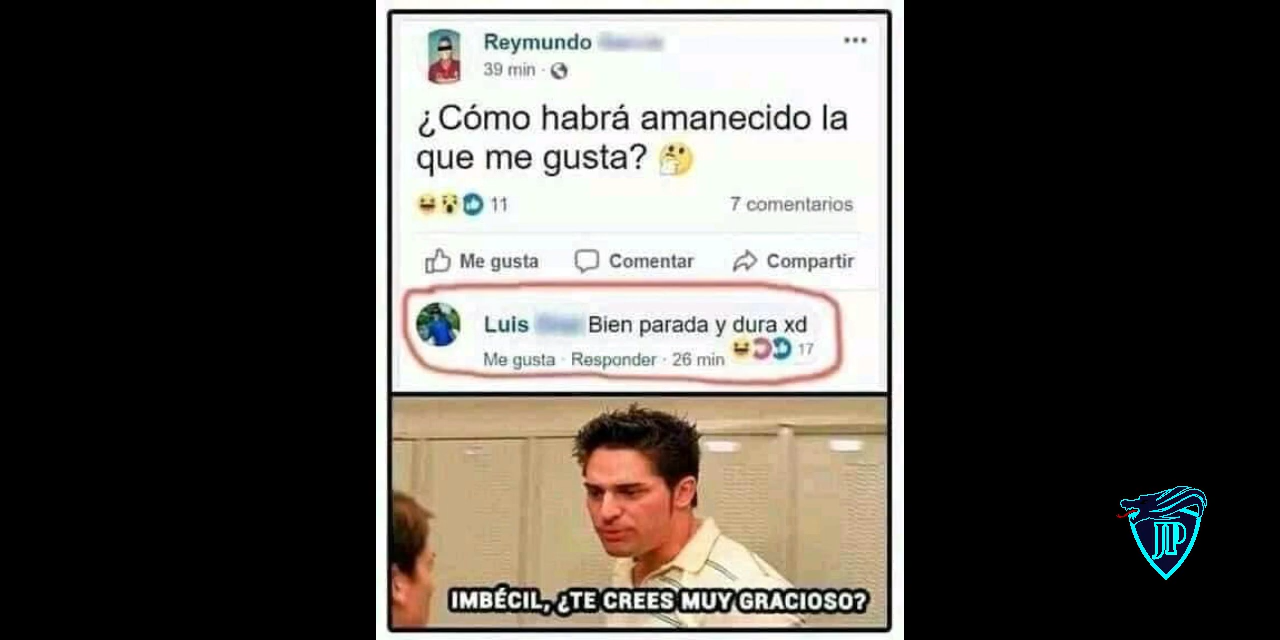 Reymundo
39 min ·
¿Cómo habrá amanecido la
que me gusta?
11
7 comentarios
Me gusta
Comentar
Compartir
Luis Bien parada y dura xd
17
Me gusta · Responder · 26 min
IMBÉCIL, ¿TE CREES MUY GRACIOSO?
JP